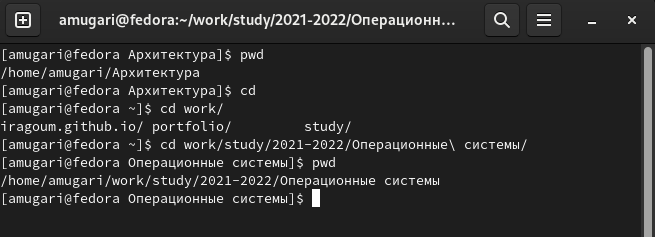 amugari@fedora:~/work/study/2021-2022/Операционн...
[amugari@fedora Архитектура]$ pwd
/home/amugari/Архитектура
[amugari@fedora Архитектура]$ cd
[amugari@fedora ~]$ cd work/
iragoum.github.io/ portfolio/ study/
[amugari@fedora ~]$ cd work/study/2021-2022/Операционные\ системы/
[amugari@fedora Операционные системы]$ pwd
/home/amugari/work/study/2021-2022/Операционные системы
[amugari@fedora Операционные системы]$